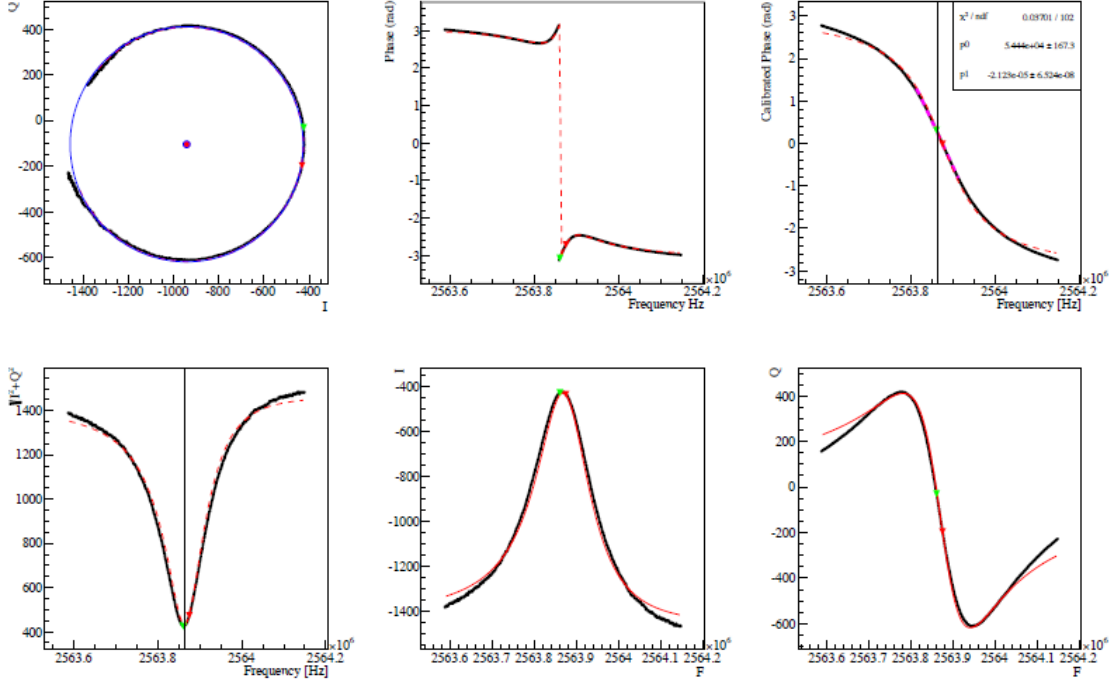 Q
400
200
0
-200
-400
-600
-1400 -1200 -1000 -800 -600 -400
I
Phase (rad)
3
2
1
0
-1
-2
-3
2563.6 2563.8 2564 2564.2
×10⁶
Frequency Hz
Calibrated Phase (rad)
3
2
1
0
-1
-2
-3
χ² / ndf 0.03701 / 102
p0 5.444e+04 ± 167.3
p1 -2.123e-05 ± 6.524e-08
2563.6 2563.8 2564 2564.2
×10⁶
Frequency [Hz]
√I²+Q²
1400
1200
1000
800
600
400
2563.6 2563.8 2564 2564.2
×10⁶
Frequency [Hz]
I
-400
-600
-800
-1000
-1200
-1400
2563.6 2563.7 2563.8 2563.9 2564 2564.1 2564.2
×10⁶
F
Q
400
200
0
-200
-400
-600
2563.6 2563.7 2563.8 2563.9 2564 2564.1 2564.2
×10⁶
F